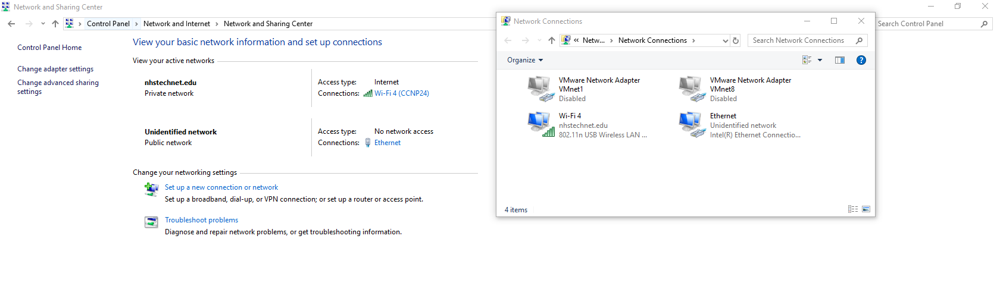 Network and Sharing Center
Control Panel > Network and Internet > Network and Sharing Center
Search Control Panel
Control Panel Home
Change adapter settings
Change advanced sharing
settings
View your basic network information and set up connections
View your active networks
nhstechnet.edu
Private network
Access type: Internet
Connections: Wi-Fi 4 (CCNP24)
Unidentified network
Public network
Access type: No network access
Connections: Ethernet
Change your networking settings
Set up a new connection or network
Set up a broadband, dial-up, or VPN connection; or set up a router or access point.
Troubleshoot problems
Diagnose and repair network problems, or get troubleshooting information.
Network Connections
« Netw... > Network Connections >
Search Network Connections
Organize
VMware Network Adapter
VMnet1
Disabled
VMware Network Adapter
VMnet8
Disabled
Wi-Fi 4
nhstechnet.edu
802.11n USB Wireless LAN ...
Ethernet
Unidentified network
Intel(R) Ethernet Connectio...
4 items